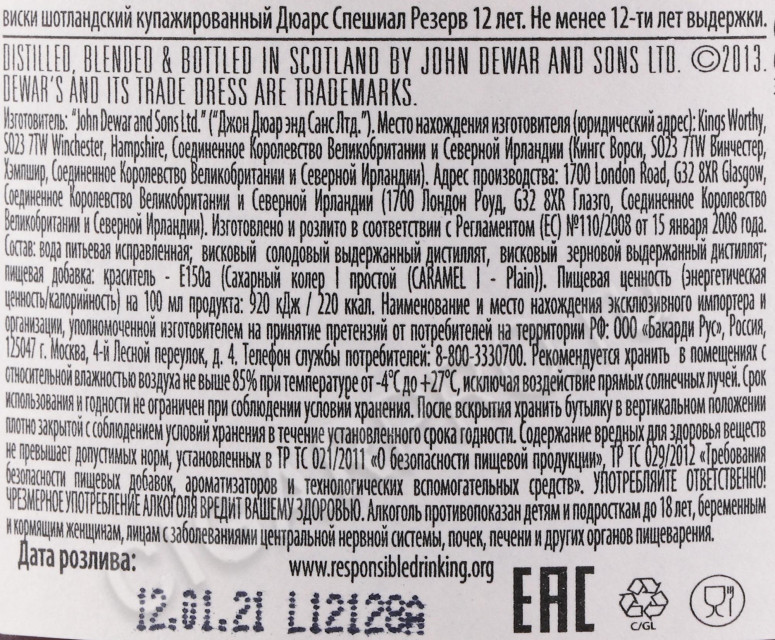 виски шотландский купажированный Дюарс Спешиал Резерв 12 лет. Не менее 12-ти лет выдержки.
DISTILLED, BLENDED & BOTTLED IN SCOTLAND BY JOHN DEWAR AND SONS LTD. ©2013.
DEWAR'S AND ITS TRADE DRESS ARE TRADEMARKS.
Изготовитель: "John Dewar and Sons Ltd." ("Джон Дюар энд Санс Лтд."). Место нахождения изготовителя (юридический адрес): Kings Worthy,
SO23 7TW Winchester, Hampshire, Соединенное Королевство Великобритании и Северной Ирландии (Кингс Ворси, SO23 7TW Винчестер,
Хэмпшир, Соединенное Королевство Великобритании и Северной Ирландии). Адрес производства: 1700 London Road, G32 8XR Glasgow,
Соединенное Королевство Великобритании и Северной Ирландии (1700 Лондон Роуд, G32 8XR Глазго, Соединенное Королевство
Великобритании и Северной Ирландии). Изготовлено и розлито в соответствии с Регламентом (ЕС) №110/2008 от 15 января 2008 года.
Состав: вода питьевая исправленная; висковый солодовый выдержанный дистиллят, висковый зерновой выдержанный дистиллят;
пищевая добавка: краситель - Е150а (Сахарный колер I простой (CARAMEL I - Plain)). Пищевая ценность (энергетическая
ценность/калорийность) на 100 мл продукта: 920 кДж / 220 ккал. Наименование и место нахождения эксклюзивного импортера и
организации, уполномоченной изготовителем на принятие претензий от потребителей на территории РФ: ООО «Бакарди Рус», Россия,
125047 г. Москва, 4-й Лесной переулок, д. 4. Телефон службы потребителей: 8-800-3330700. Рекомендуется хранить в помещениях с
относительной влажностью воздуха не выше 85% при температуре от -4°С до +27°С, исключая воздействие прямых солнечных лучей. Срок
использования и годности не ограничен при соблюдении условий хранения. После вскрытия хранить бутылку в вертикальном положении
плотно закрытой с соблюдением условий хранения в течение установленного срока годности. Содержание вредных для здоровья веществ
не превышает допустимых норм, установленных в ТР ТС 021/2011 «О безопасности пищевой продукции», ТР ТС 029/2012 «Требования
безопасности пищевых добавок, ароматизаторов и технологических вспомогательных средств». УПОТРЕБЛЯЙТЕ ОТВЕТСТВЕННО!
ЧРЕЗМЕРНОЕ УПОТРЕБЛЕНИЕ АЛКОГОЛЯ ВРЕДИТ ВАШЕМУ ЗДОРОВЬЮ. Алкоголь противопоказан детям и подросткам до 18 лет, беременным
и кормящим женщинам, лицам с заболеваниями центральной нервной системы, почек, печени и других органов пищеварения.
Дата розлива:
www.responsibledrinking.org
12.01.21 L12128A
EAC
C/GL